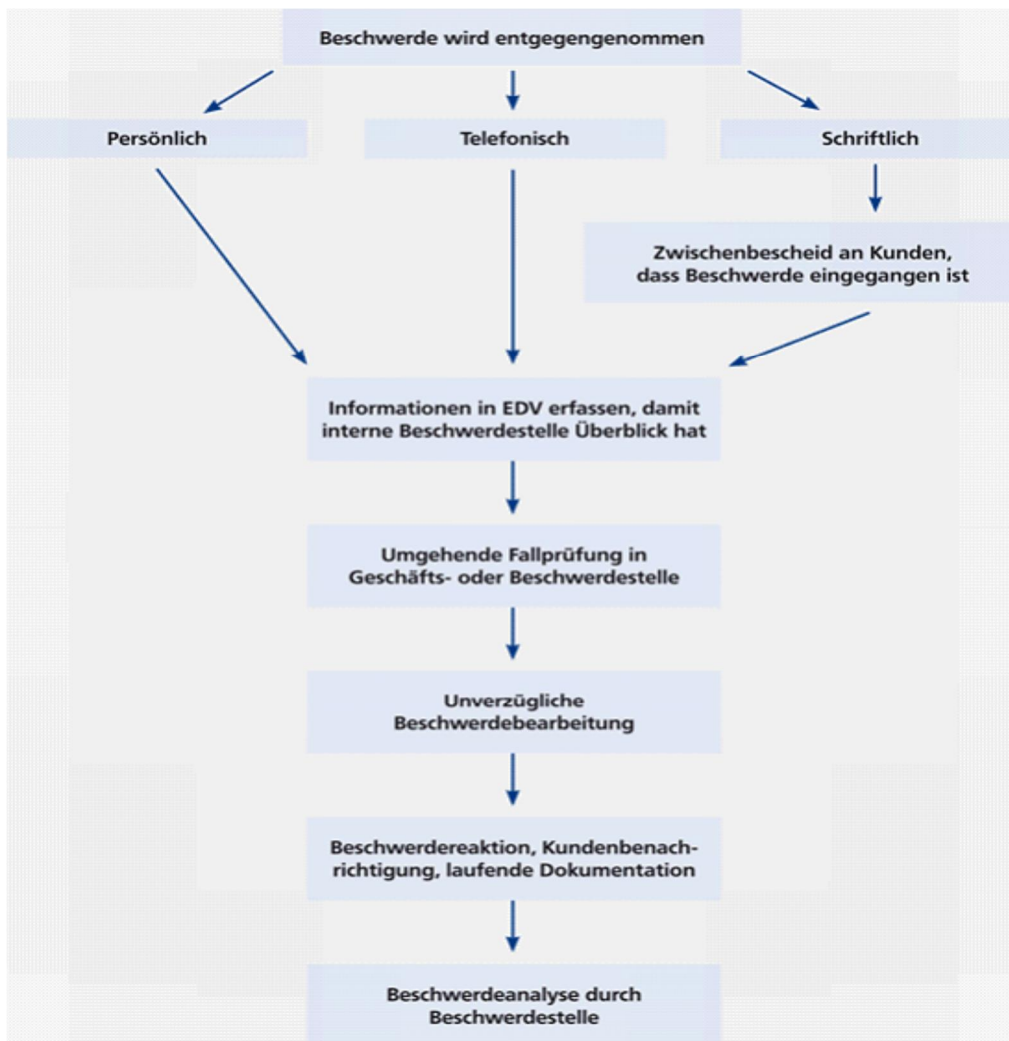 Beschwerde wird entgegengenommen
Persönlich
Telefonisch
Schriftlich
Zwischenbescheid an Kunden,
dass Beschwerde eingegangen ist
Informationen in EDV erfassen, damit
interne Beschwerdestelle Überblick hat
Umgehende Fallprüfung in
Geschäfts- oder Beschwerdestelle
Unverzügliche
Beschwerdebearbeitung
Beschwerdereaktion, Kundenbenach-
richtigung, laufende Dokumentation
Beschwerdeanalyse durch
Beschwerdestelle